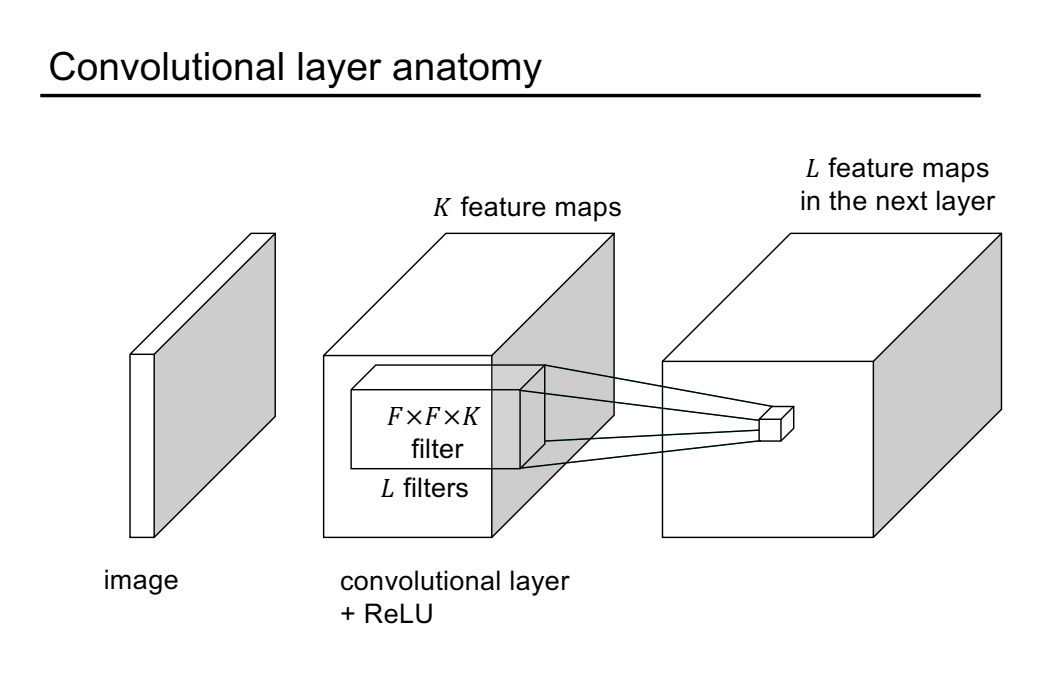 Convolutional layer anatomy
L feature maps
in the next layer
K feature maps
F×F×K
filter
L filters
image
convolutional layer
+ ReLU